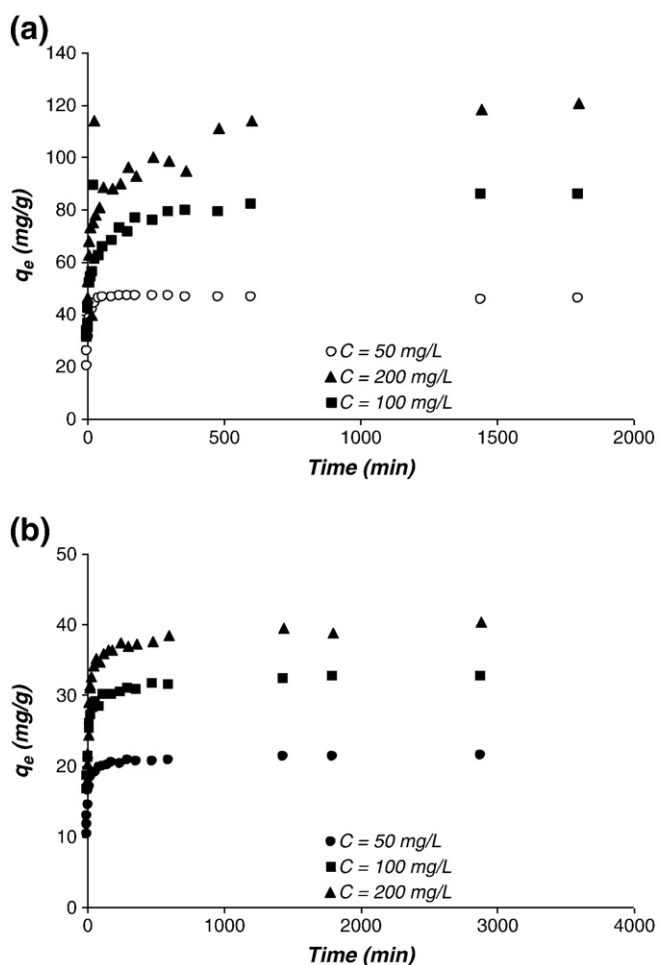 (a)
140
120
100
80
60
40
20
0
qe (mg/g)
C = 50 mg/L
C = 200 mg/L
C = 100 mg/L
0 500 1000 1500 2000
Time (min)
(b)
50
40
30
20
10
0
qe (mg/g)
C = 50 mg/L
C = 100 mg/L
C = 200 mg/L
0 1000 2000 3000 4000
Time (min)